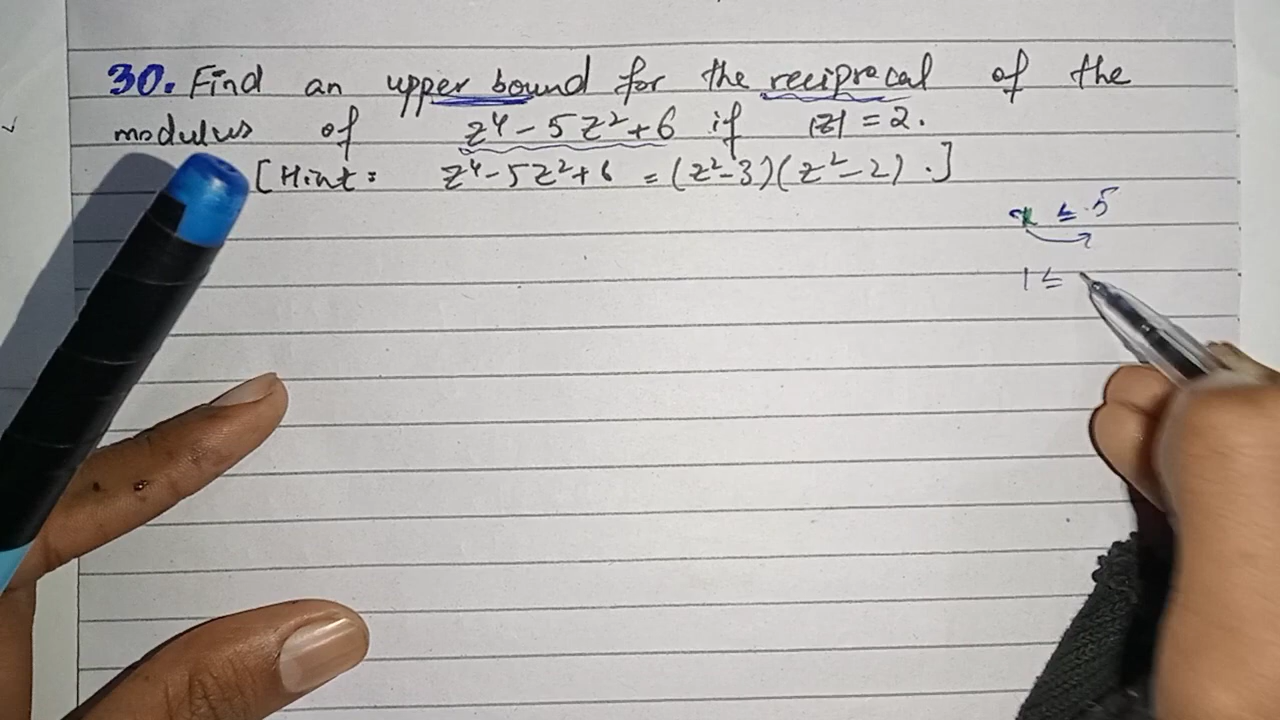 30. Find an upper bound for the reciprocal of the
modulus of z⁴ - 5z² + 6 if |z| = 2.
[Hint: z⁴ - 5z² + 6 = (z² - 3)(z² - 2).]
x ≤ 5
1 ≤